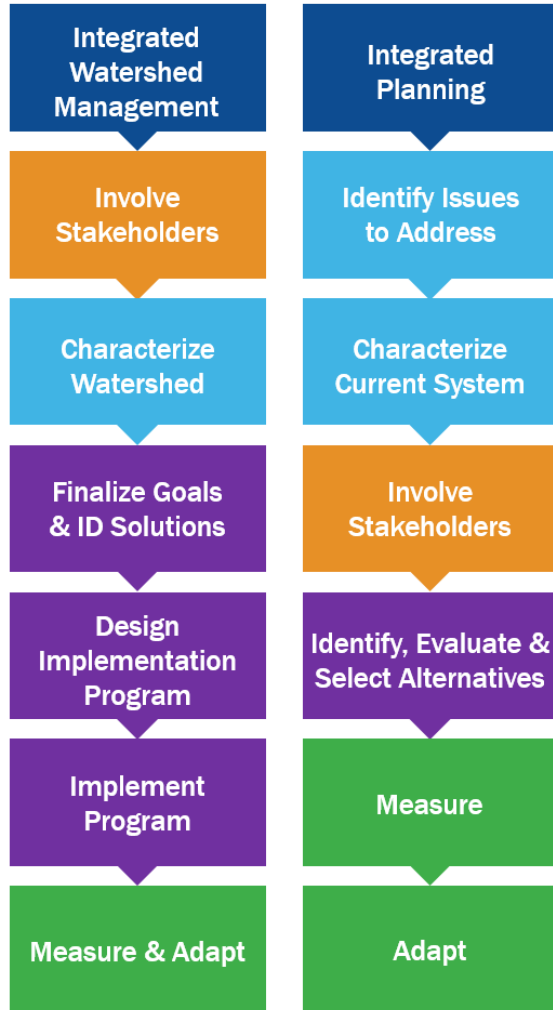 Integrated
Watershed
Management
Involve
Stakeholders
Characterize
Watershed
Finalize Goals
& ID Solutions
Design
Implementation
Program
Implement
Program
Measure & Adapt
Integrated
Planning
Identify Issues
to Address
Characterize
Current System
Involve
Stakeholders
Identify, Evaluate &
Select Alternatives
Measure
Adapt